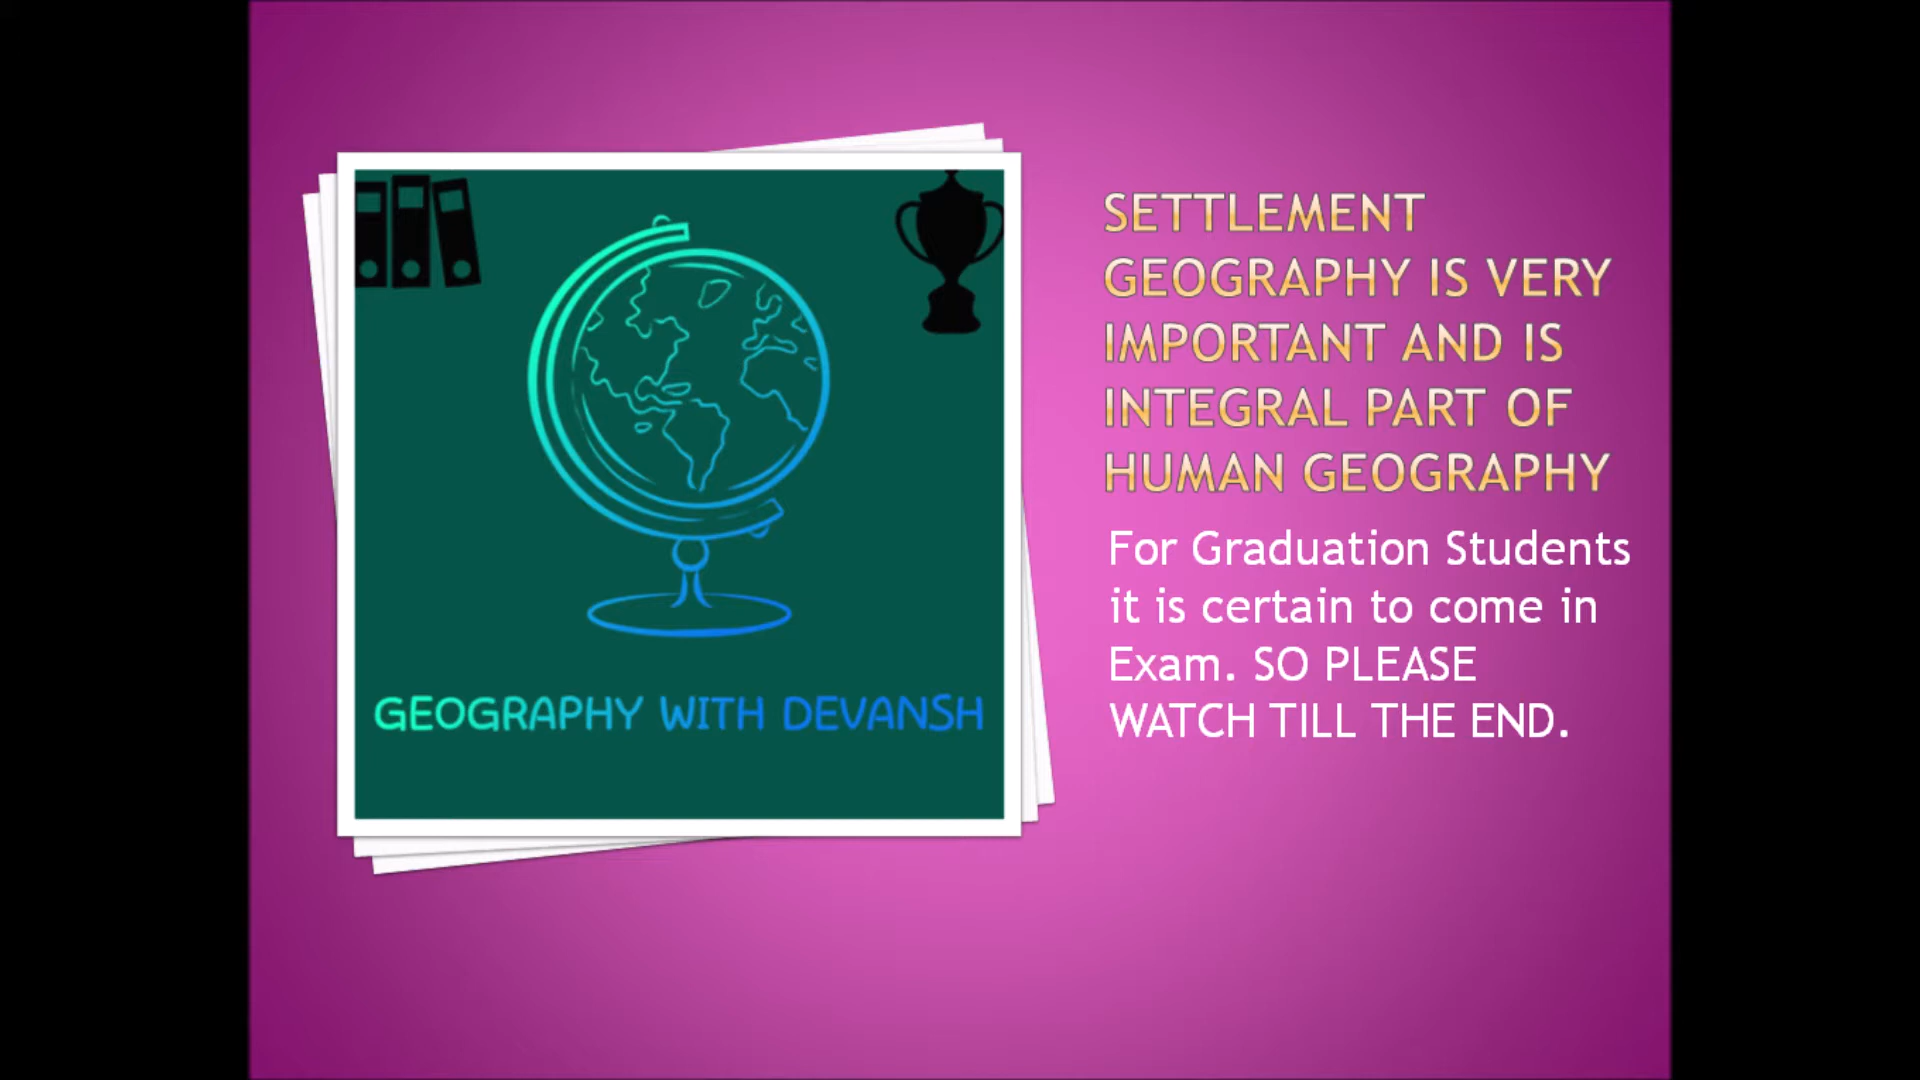 GEOGRAPHY WITH DEVANSH
SETTLEMENT
GEOGRAPHY IS VERY
IMPORTANT AND IS
INTEGRAL PART OF
HUMAN GEOGRAPHY
For Graduation Students
it is certain to come in
Exam. SO PLEASE
WATCH TILL THE END.